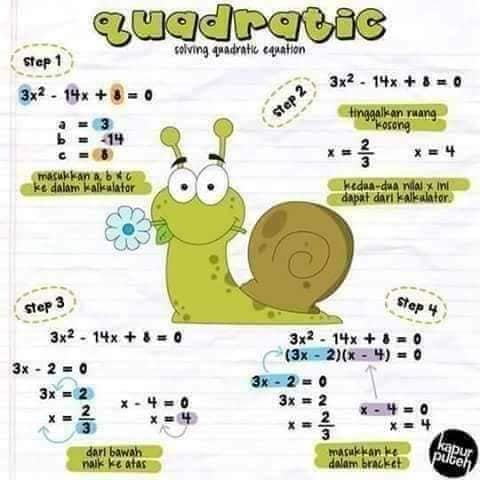 quadratic
solving quadratic equation
step 1
3x² - 14x + 8 = 0
a = 3
b = -14
c = 8
masukkan a, b & c
ke dalam kalkulator
step 2
3x² - 14x + 8 = 0
tinggalkan ruang
kosong
x = 2/3 x = 4
kedua-dua nilai x ini
dapat dari kalkulator
step 3
3x² - 14x + 8 = 0
3x - 2 = 0
3x = 2
x = 2/3
x - 4 = 0
x = 4
dari bawah
naik ke atas
step 4
3x² - 14x + 8 = 0
(3x - 2)(x - 4) = 0
3x - 2 = 0
3x = 2
x = 2/3
x - 4 = 0
x = 4
masukkan ke
dalam bracket
kapur
puteh